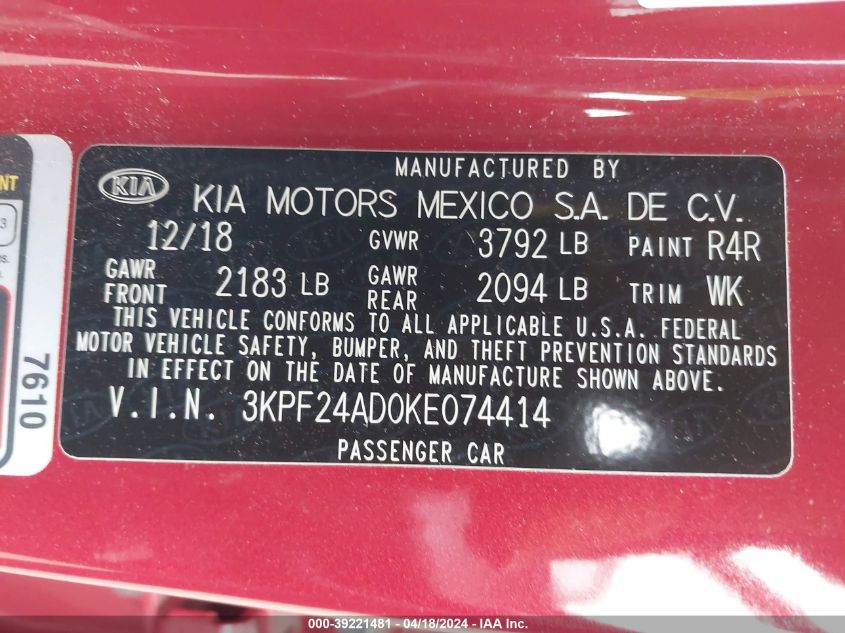 MANUFACTURED BY
KIA KIA MOTORS MEXICO S.A. DE C.V.
12/18 GVWR 3792 LB PAINT R4R
GAWR FRONT 2183 LB GAWR REAR 2094 LB TRIM WK
THIS VEHICLE CONFORMS TO ALL APPLICABLE U.S.A. FEDERAL
MOTOR VEHICLE SAFETY, BUMPER, AND THEFT PREVENTION STANDARDS
IN EFFECT ON THE DATE OF MANUFACTURE SHOWN ABOVE.
V.I.N. 3KPF24AD0KE074414
PASSENGER CAR
7610
000-39221481 - 04/18/2024 - IAAI.com